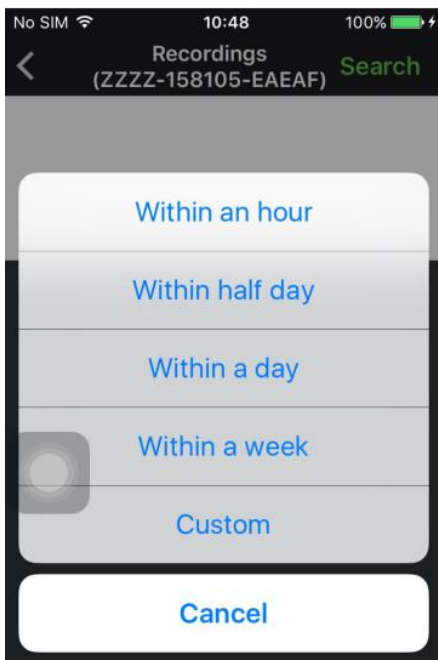 No SIM 10:48 100%
Recordings
(ZZZZ-158105-EAEAF)
Search
Within an hour
Within half day
Within a day
Within a week
Custom
Cancel